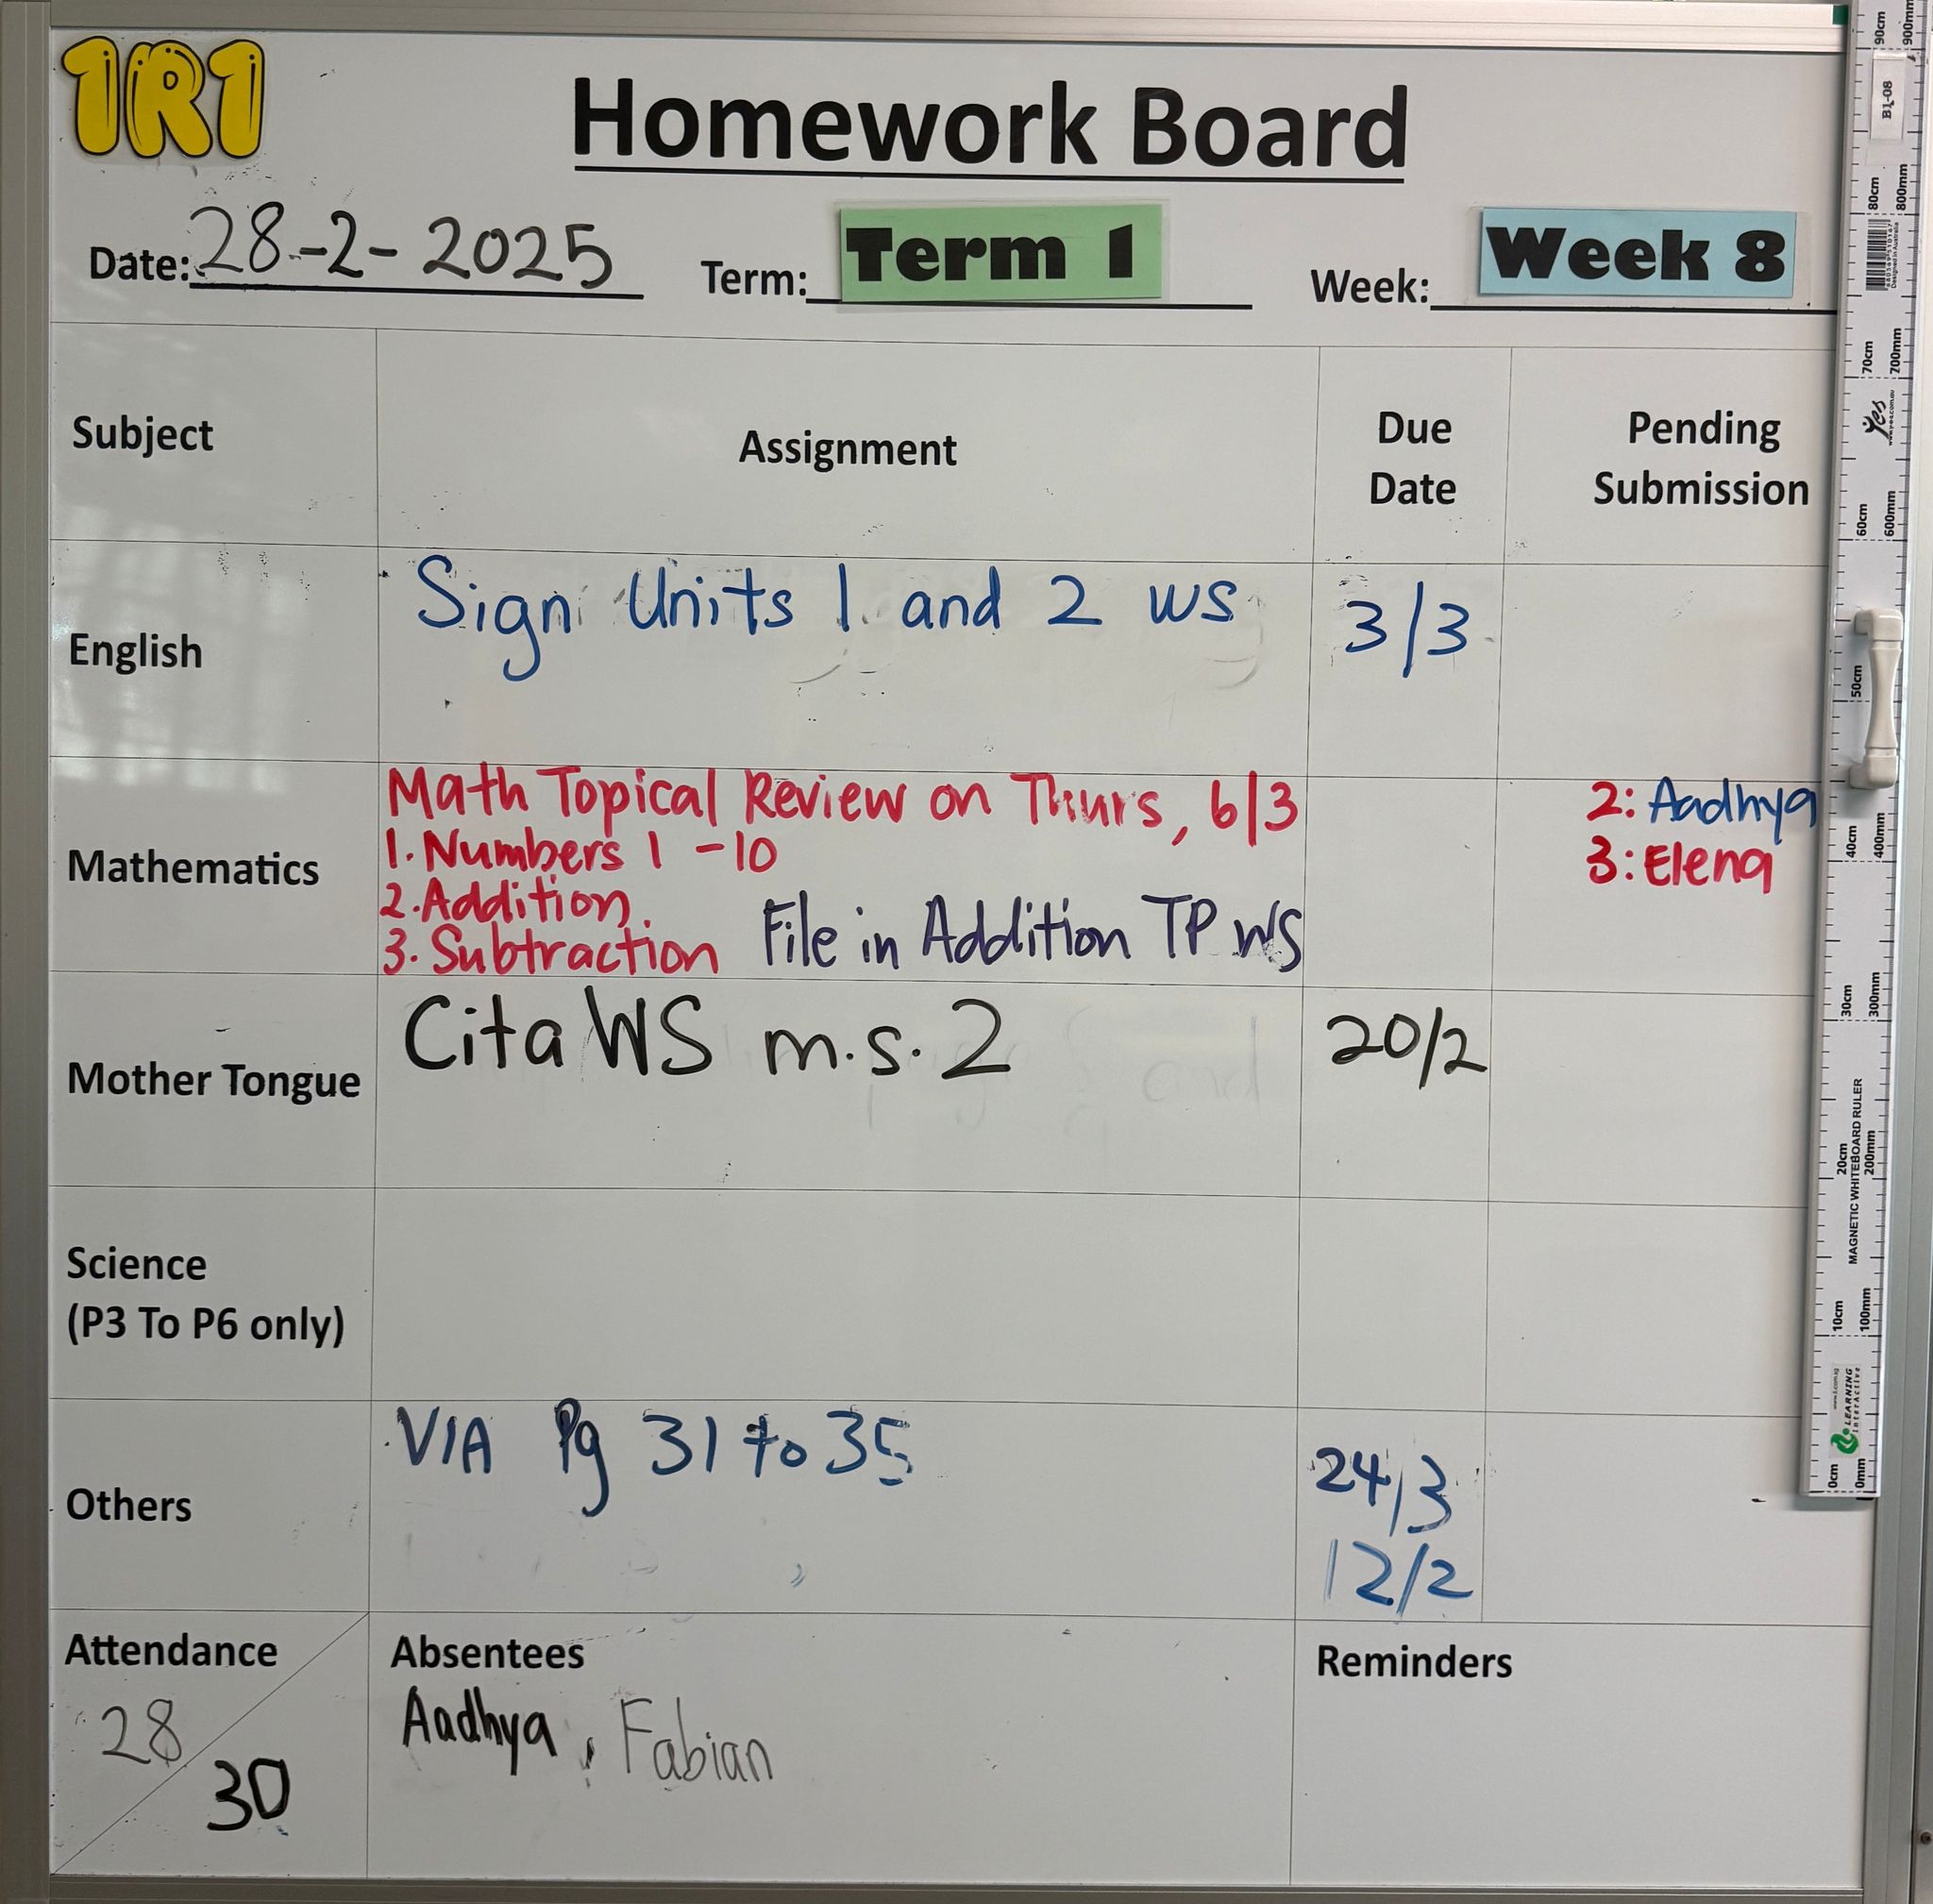 1R1
Homework Board
Date: 28-2-2025 Term: Term 1 Week: Week 8
Subject Assignment Due Date Pending Submission
English Sign Units 1 and 2 ws 3/3
Mathematics
Math Topical Review on Thurs, 6/3
1. Numbers 1 - 10
2. Addition
3. Subtraction File in Addition TP WS
2: Aadhya
3: Elena
Mother Tongue Cita WS m.s. 2 20/2
Science
(P3 To P6 only)
Others VIA Pg 31 to 35 24/3
12/2
Attendance
28
30
Absentees
Aadhya, Fabian
Reminders
B1-08
90cm 900mm
80cm 800mm
70cm 700mm
Yes
60cm 600mm
50cm
40cm 400mm
30cm 300mm
20cm 200mm
MAGNETIC WHITEBOARD RULER
10cm 100mm
LEARNING
InterActive
0cm 0mm